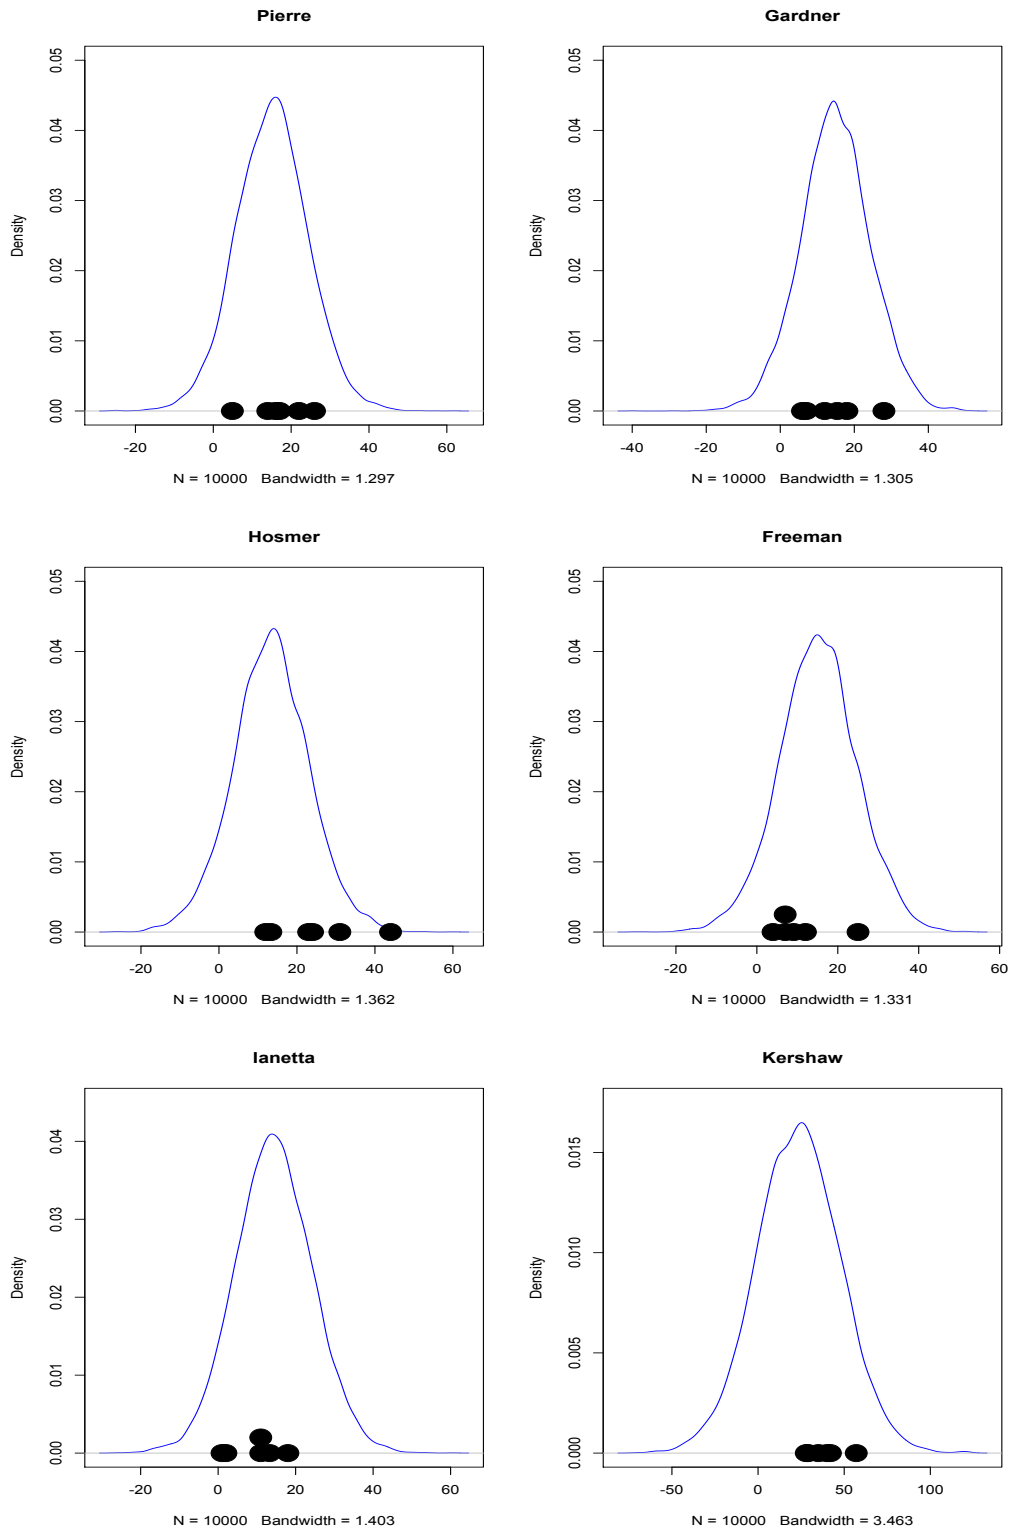 Pierre
Density
0.00 0.01 0.02 0.03 0.04 0.05
-20 0 20 40 60
N = 10000 Bandwidth = 1.297
Gardner
Density
0.00 0.01 0.02 0.03 0.04 0.05
-40 -20 0 20 40
N = 10000 Bandwidth = 1.305
Hosmer
Density
0.00 0.01 0.02 0.03 0.04 0.05
-20 0 20 40 60
N = 10000 Bandwidth = 1.362
Freeman
Density
0.00 0.01 0.02 0.03 0.04 0.05
-20 0 20 40 60
N = 10000 Bandwidth = 1.331
Ianetta
Density
0.00 0.01 0.02 0.03 0.04
-20 0 20 40 60
N = 10000 Bandwidth = 1.403
Kershaw
Density
0.000 0.005 0.010 0.015
-50 0 50 100
N = 10000 Bandwidth = 3.463